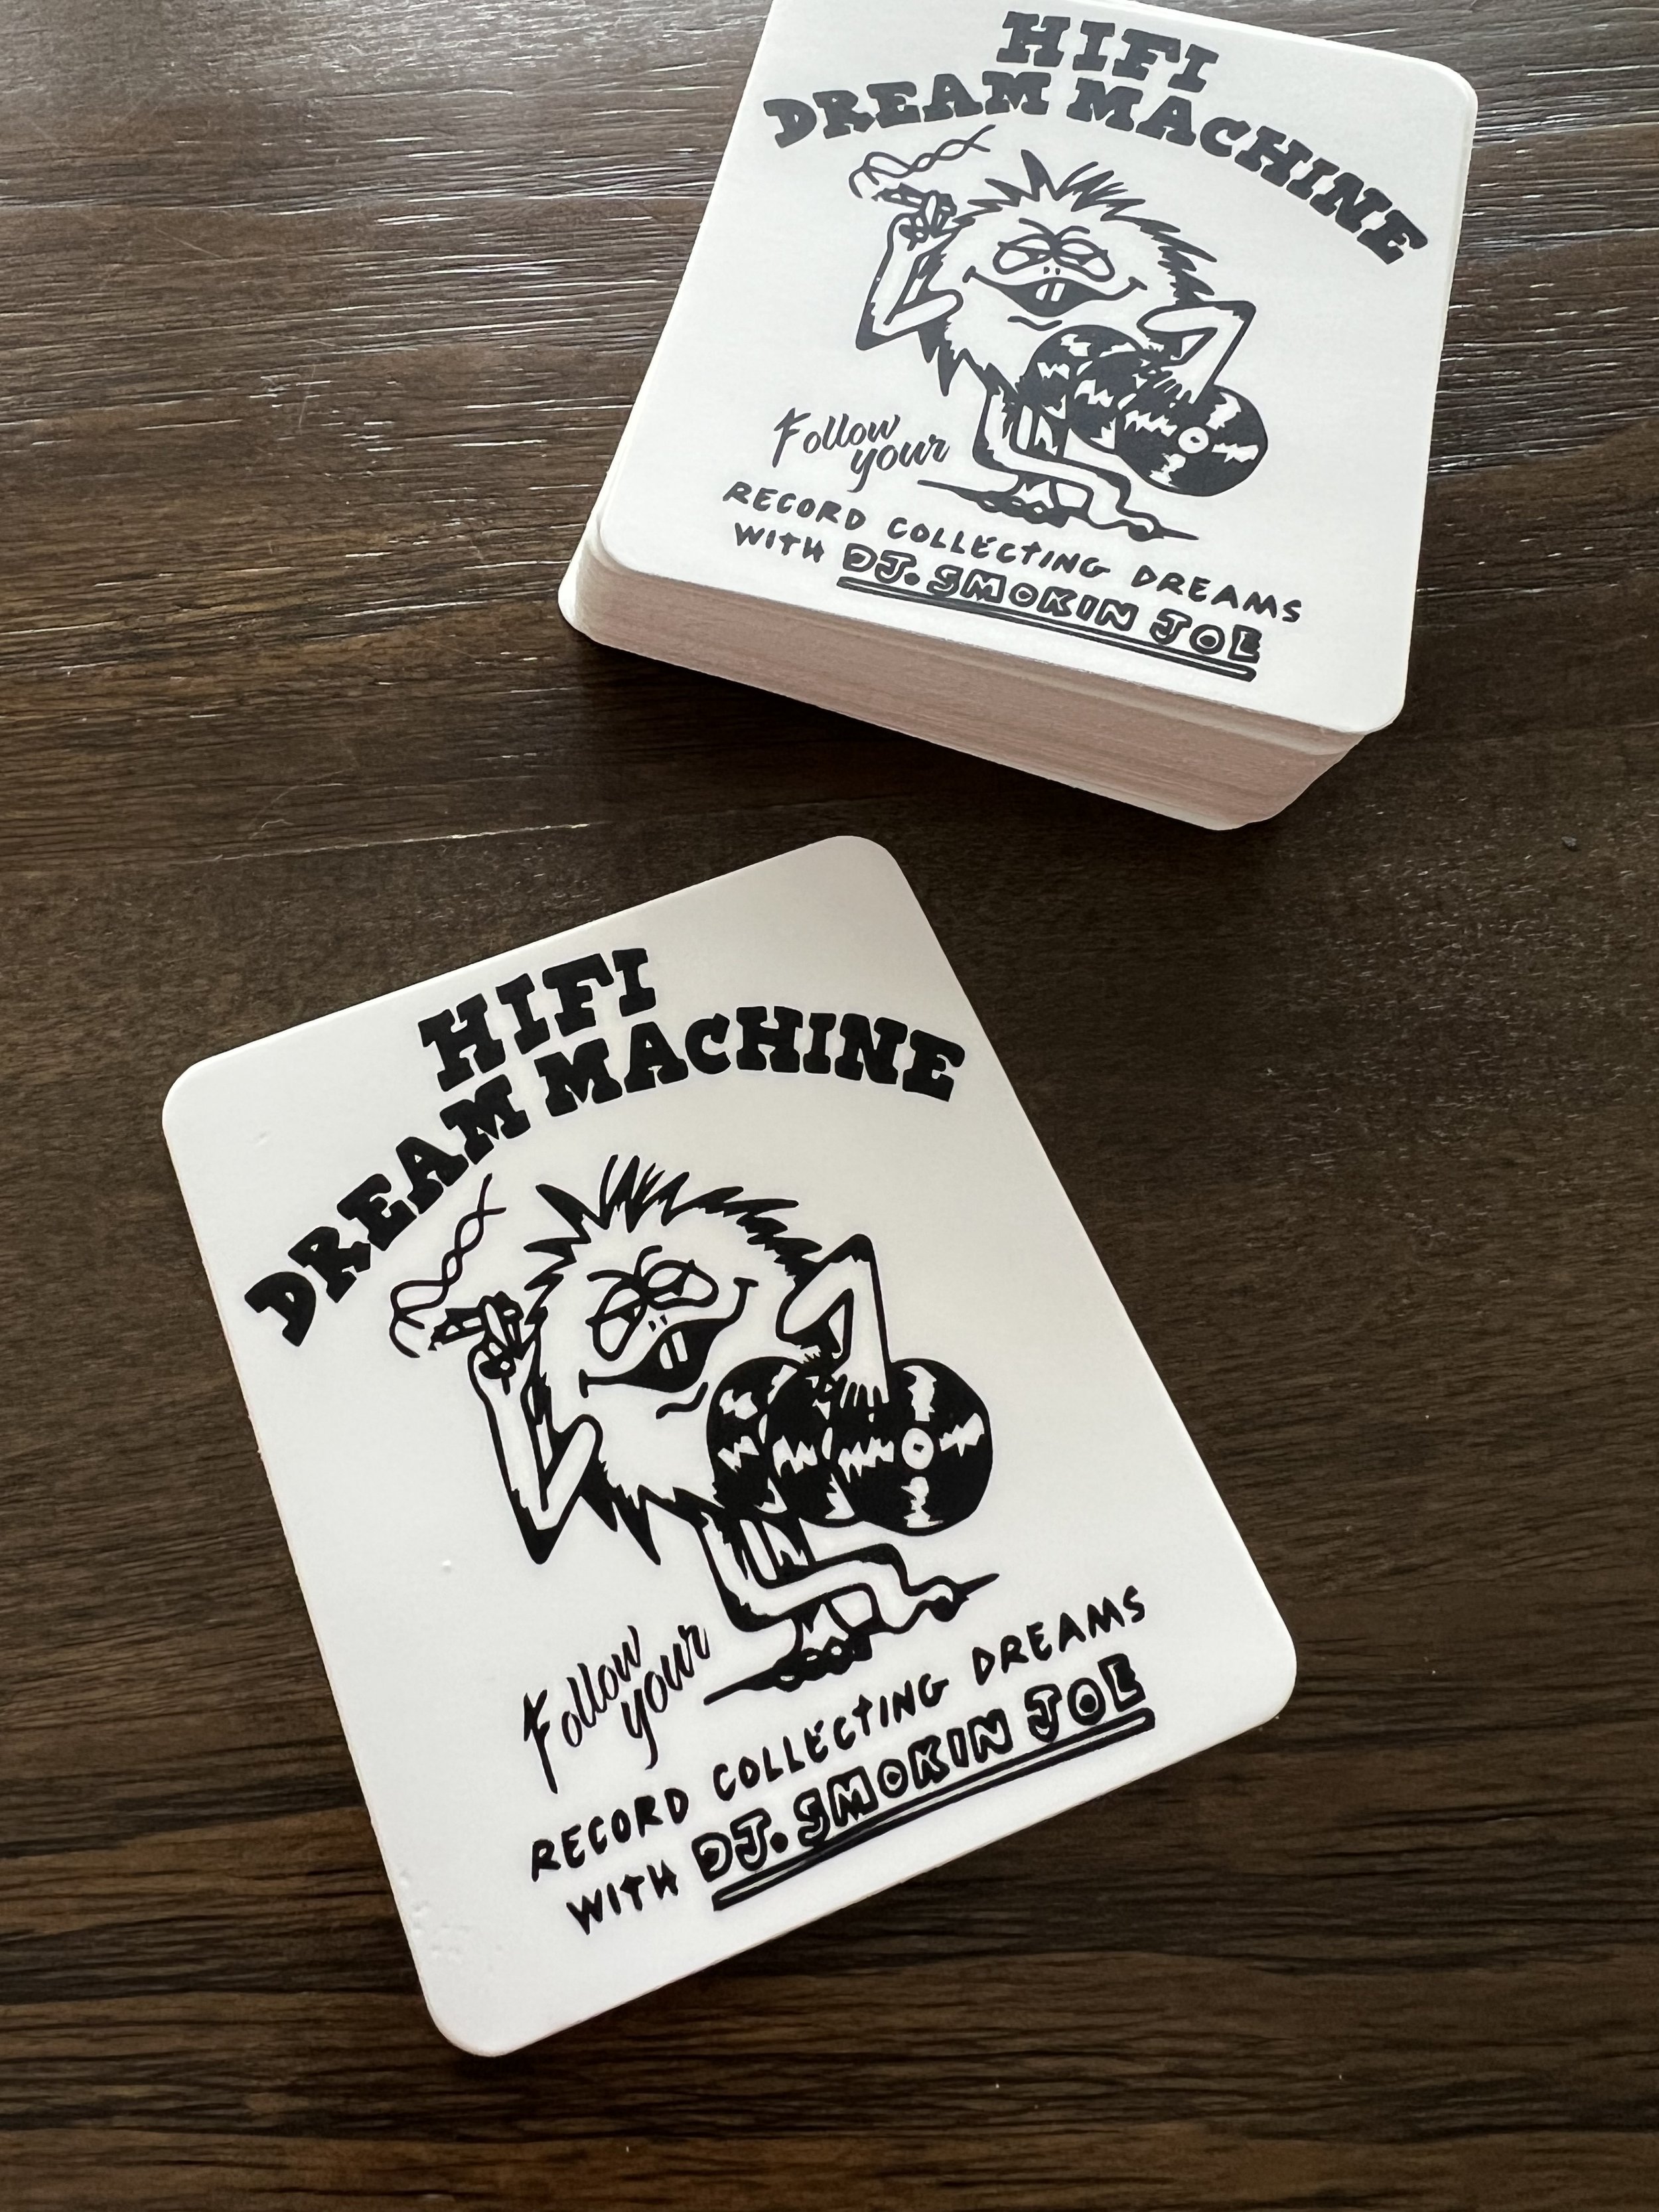 HIFI
DREAM MACHINE
Follow
your
RECORD COLLECTING DREAMS
WITH DJ. SMOKIN JOE
HIFI
DREAM MACHINE
Follow
your
RECORD COLLECTING DREAMS
WITH DJ. SMOKIN JOE